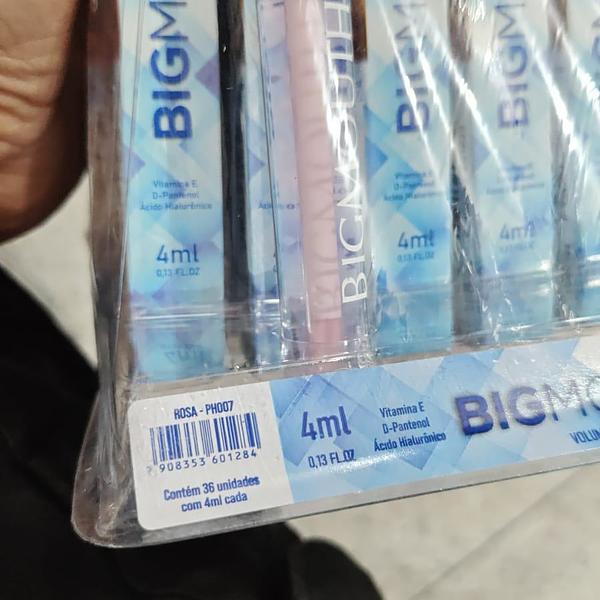 BIGM
Vitamina E
D-Pantenol
Ácido Hialurônico
4ml
0,13 FL.OZ
BIGMOUTH
BIGM
4ml
0,13 FL.OZ
BIGM
4ml
ROSA - PH007
7 908353 601284
Contém 36 unidades
com 4ml cada
4ml
0,13 FL.OZ
Vitamina E
D-Pantenol
Ácido Hialurônico
BIGMO
VOLUM